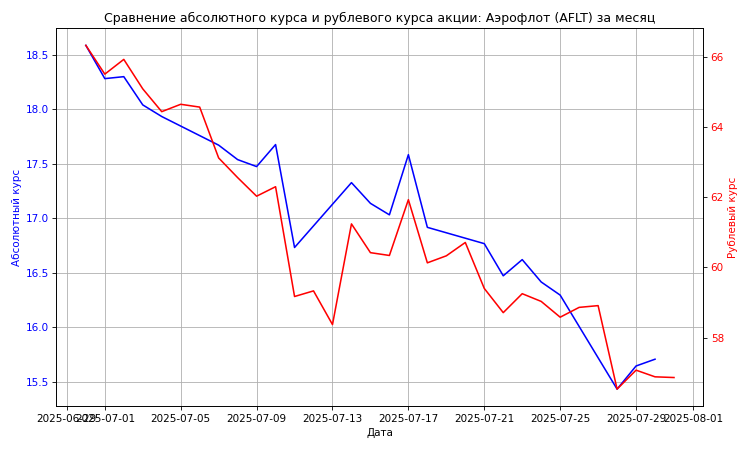 Сравнение абсолютного курса и рублевого курса акции: Аэрофлот (AFLT) за месяц
18.5
18.0
17.5
17.0
16.5
16.0
15.5
Абсолютный курс
66
64
62
60
58
Рублевый курс
2025-06-29 2025-07-01 2025-07-05 2025-07-09 2025-07-13 2025-07-17 2025-07-21 2025-07-25 2025-07-29 2025-08-01
Дата